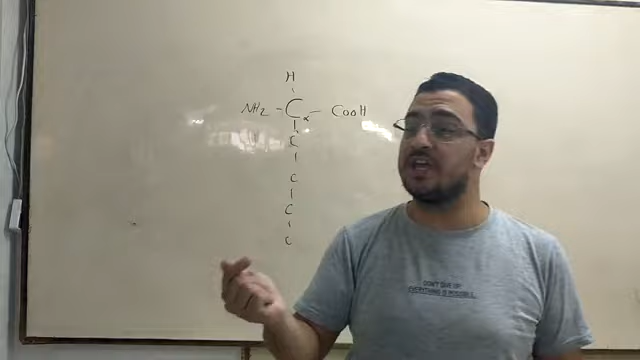 H
NH2 - C - COOH
α
C
C
C
C
DON'T GIVE UP
EVERYTHING IS POSSIBLE.